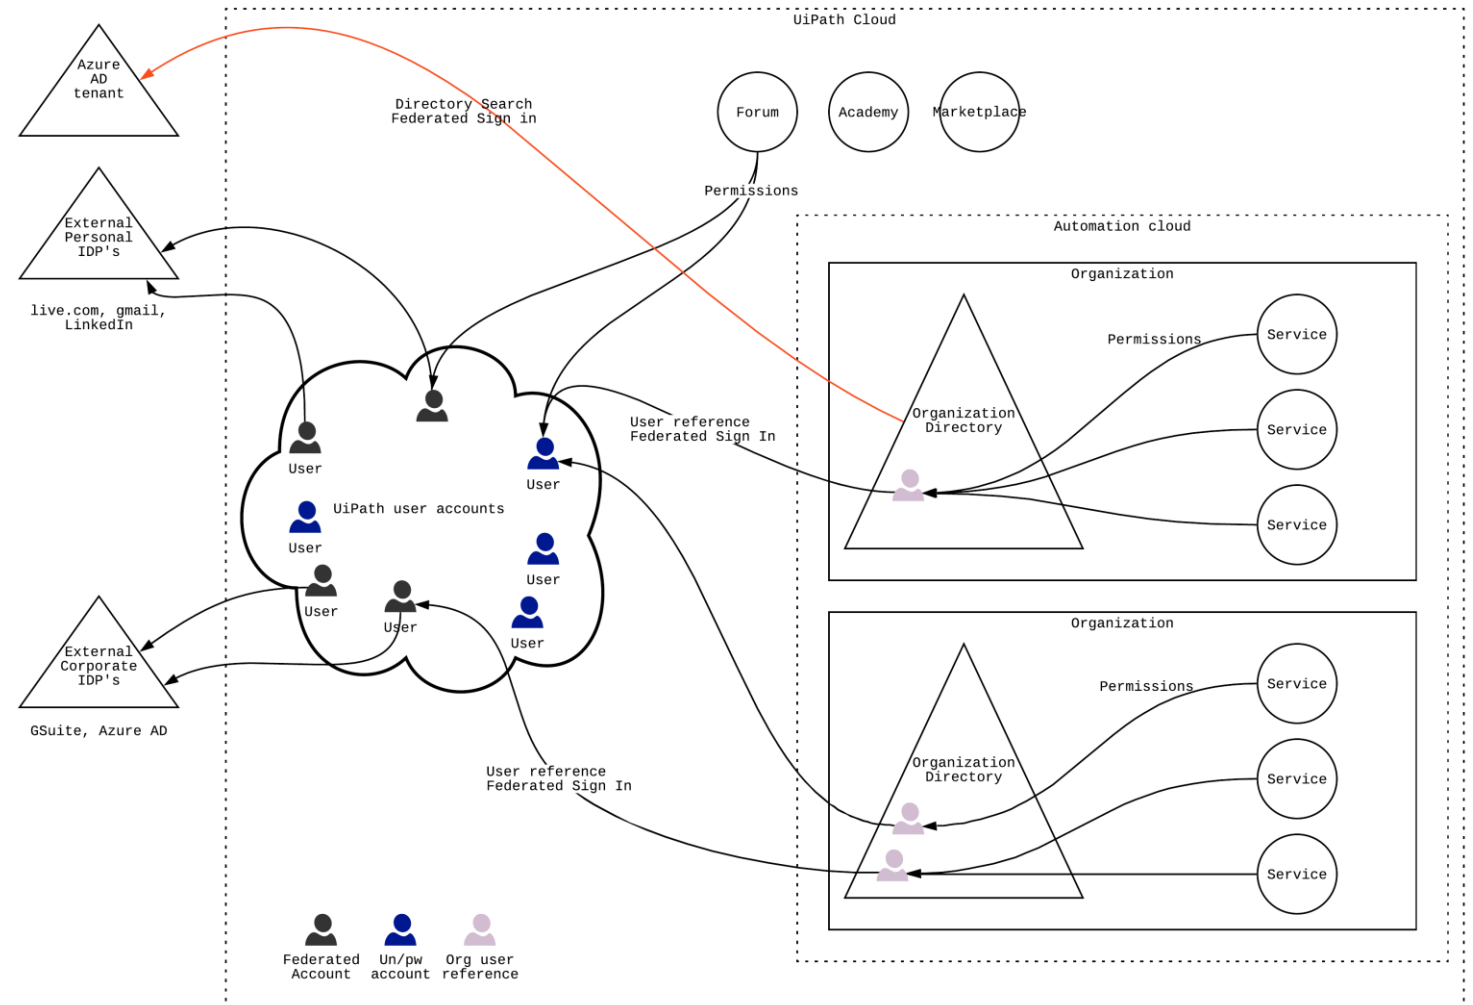 UiPath Cloud
Azure
AD
tenant
Directory Search
Federated Sign in
Forum
Academy
Marketplace
Permissions
External
Personal
IDP's
live.com, gmail,
LinkedIn
Automation cloud
Organization
Permissions
Service
Organization
Directory
Service
Service
User reference
Federated Sign In
User
User
UiPath user accounts
User
User
User
User
User
External
Corporate
IDP's
GSuite, Azure AD
Organization
Permissions
Service
Organization
Directory
Service
Service
User reference
Federated Sign In
Federated
Account
Un/pw
account
Org user
reference